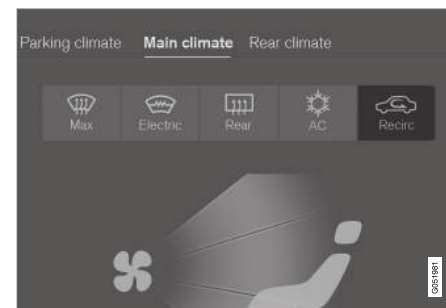 Parking climate Main climate Rear climate
Max Electric Rear AC Recirc
G051981